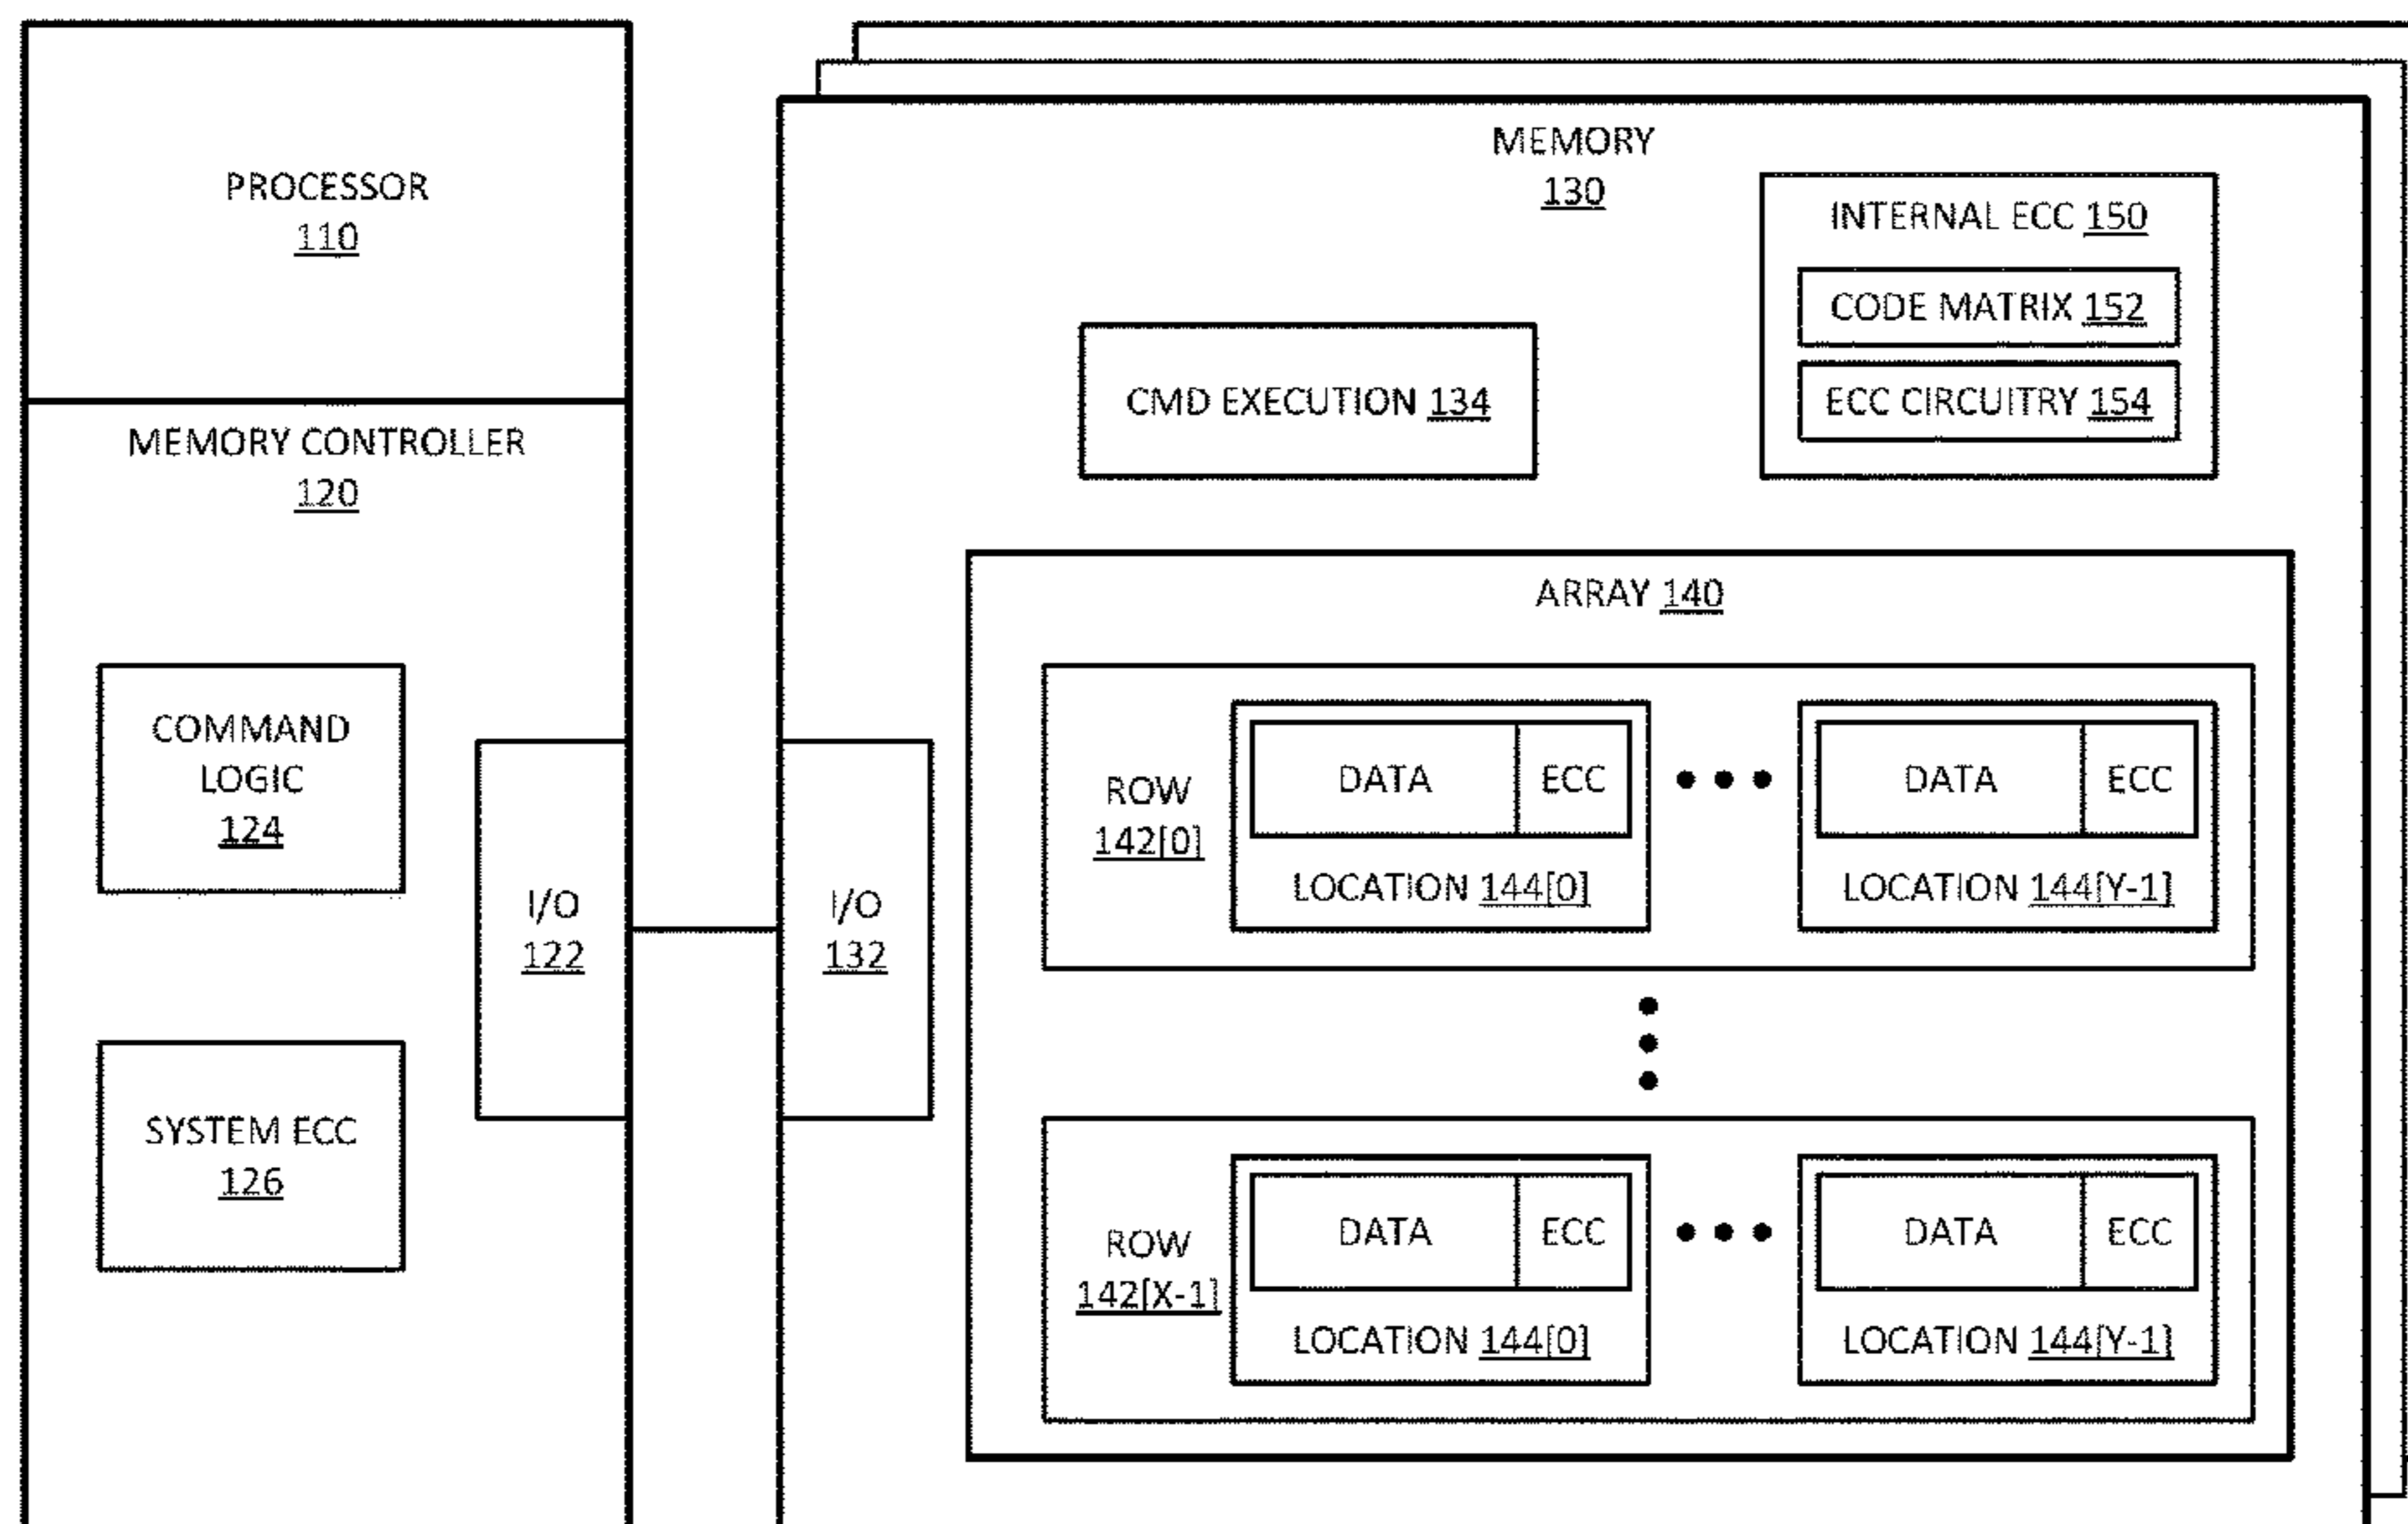 PROCESSOR
110
MEMORY CONTROLLER
120
COMMAND
LOGIC
124
SYSTEM ECC
126
I/O
122
I/O
132
MEMORY
130
INTERNAL ECC 150
CODE MATRIX 152
ECC CIRCUITRY 154
CMD EXECUTION 134
ARRAY 140
ROW
142[0]
DATA ECC
LOCATION 144[0]
DATA ECC
LOCATION 144[Y-1]
ROW
142[X-1]
DATA ECC
LOCATION 144[0]
DATA ECC
LOCATION 144[Y-1]